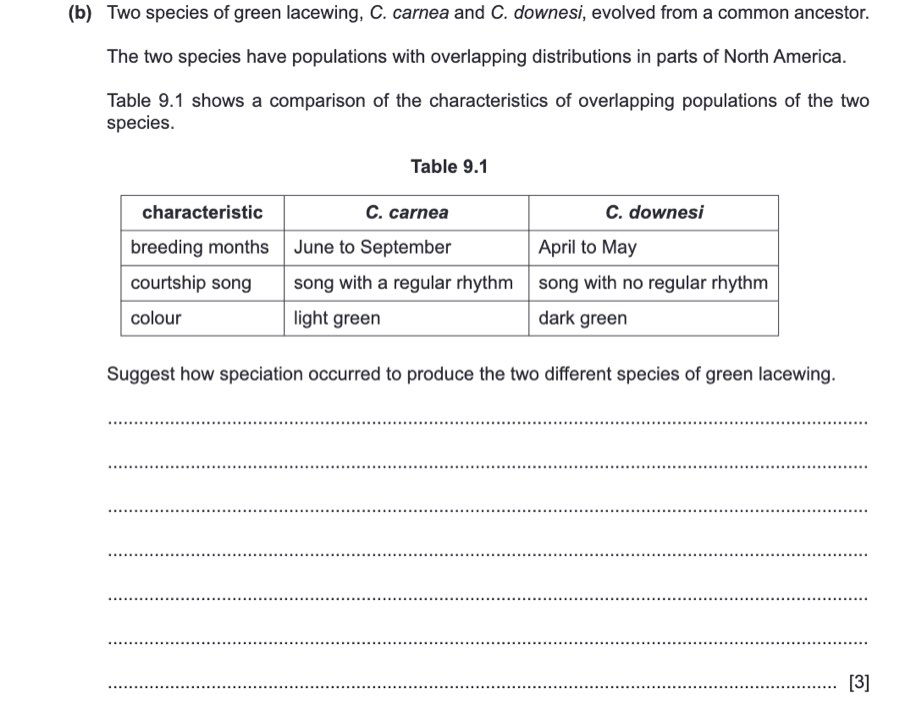 (b) Two species of green lacewing, C. carnea and C. downesi, evolved from a common ancestor.
The two species have populations with overlapping distributions in parts of North America.
Table 9.1 shows a comparison of the characteristics of overlapping populations of the two
species.
Table 9.1
characteristic C. carnea C. downesi
breeding months June to September April to May
courtship song song with a regular rhythm song with no regular rhythm
colour light green dark green
Suggest how speciation occurred to produce the two different species of green lacewing.
[3]